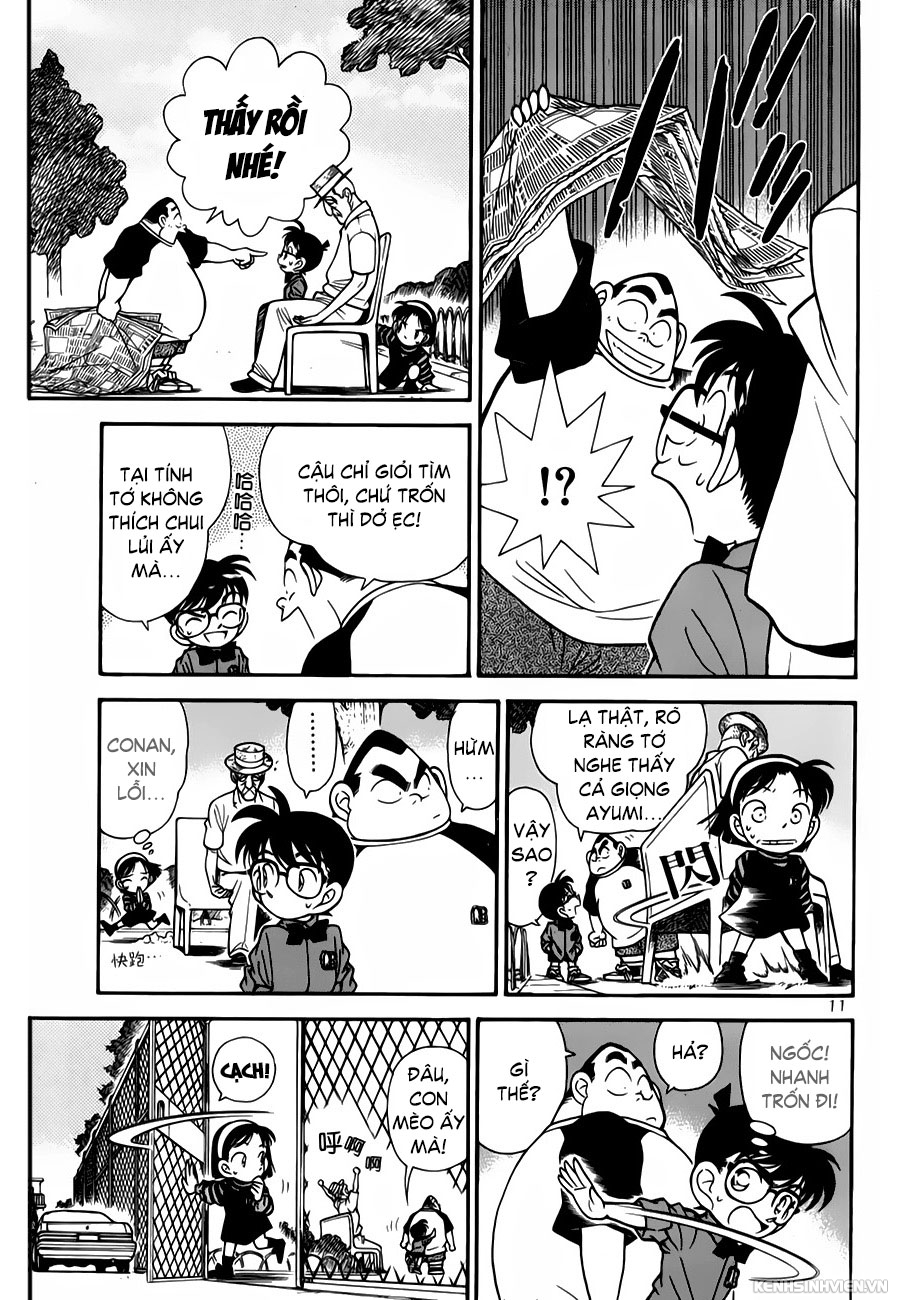 !?
THẤY RỒI
NHÉ!
CẬU CHỈ GIỎI TÌM
THÔI, CHỨ TRỐN
THÌ DỞ ẸC!
哈
哈
哈
TẠI TÍNH
TỚ KHÔNG
THÍCH CHUI
LỦI ẤY
MÀ...
LẠ THẬT, RÕ
RÀNG TỚ
NGHE THẤY
CẢ GIỌNG
AYUMI...
VẬY
SAO
?
閃
HỪM
...
.......
CONAN,
XIN
LỖI...
快跑
11
NGỐC!
NHANH
TRỐN ĐI!
HẢ?
GÌ
THẾ?
ĐÂU,
CON
MÈO ẤY
MÀ!
呼啊啊
CẠCH!
KENHSINHVIEN.VN